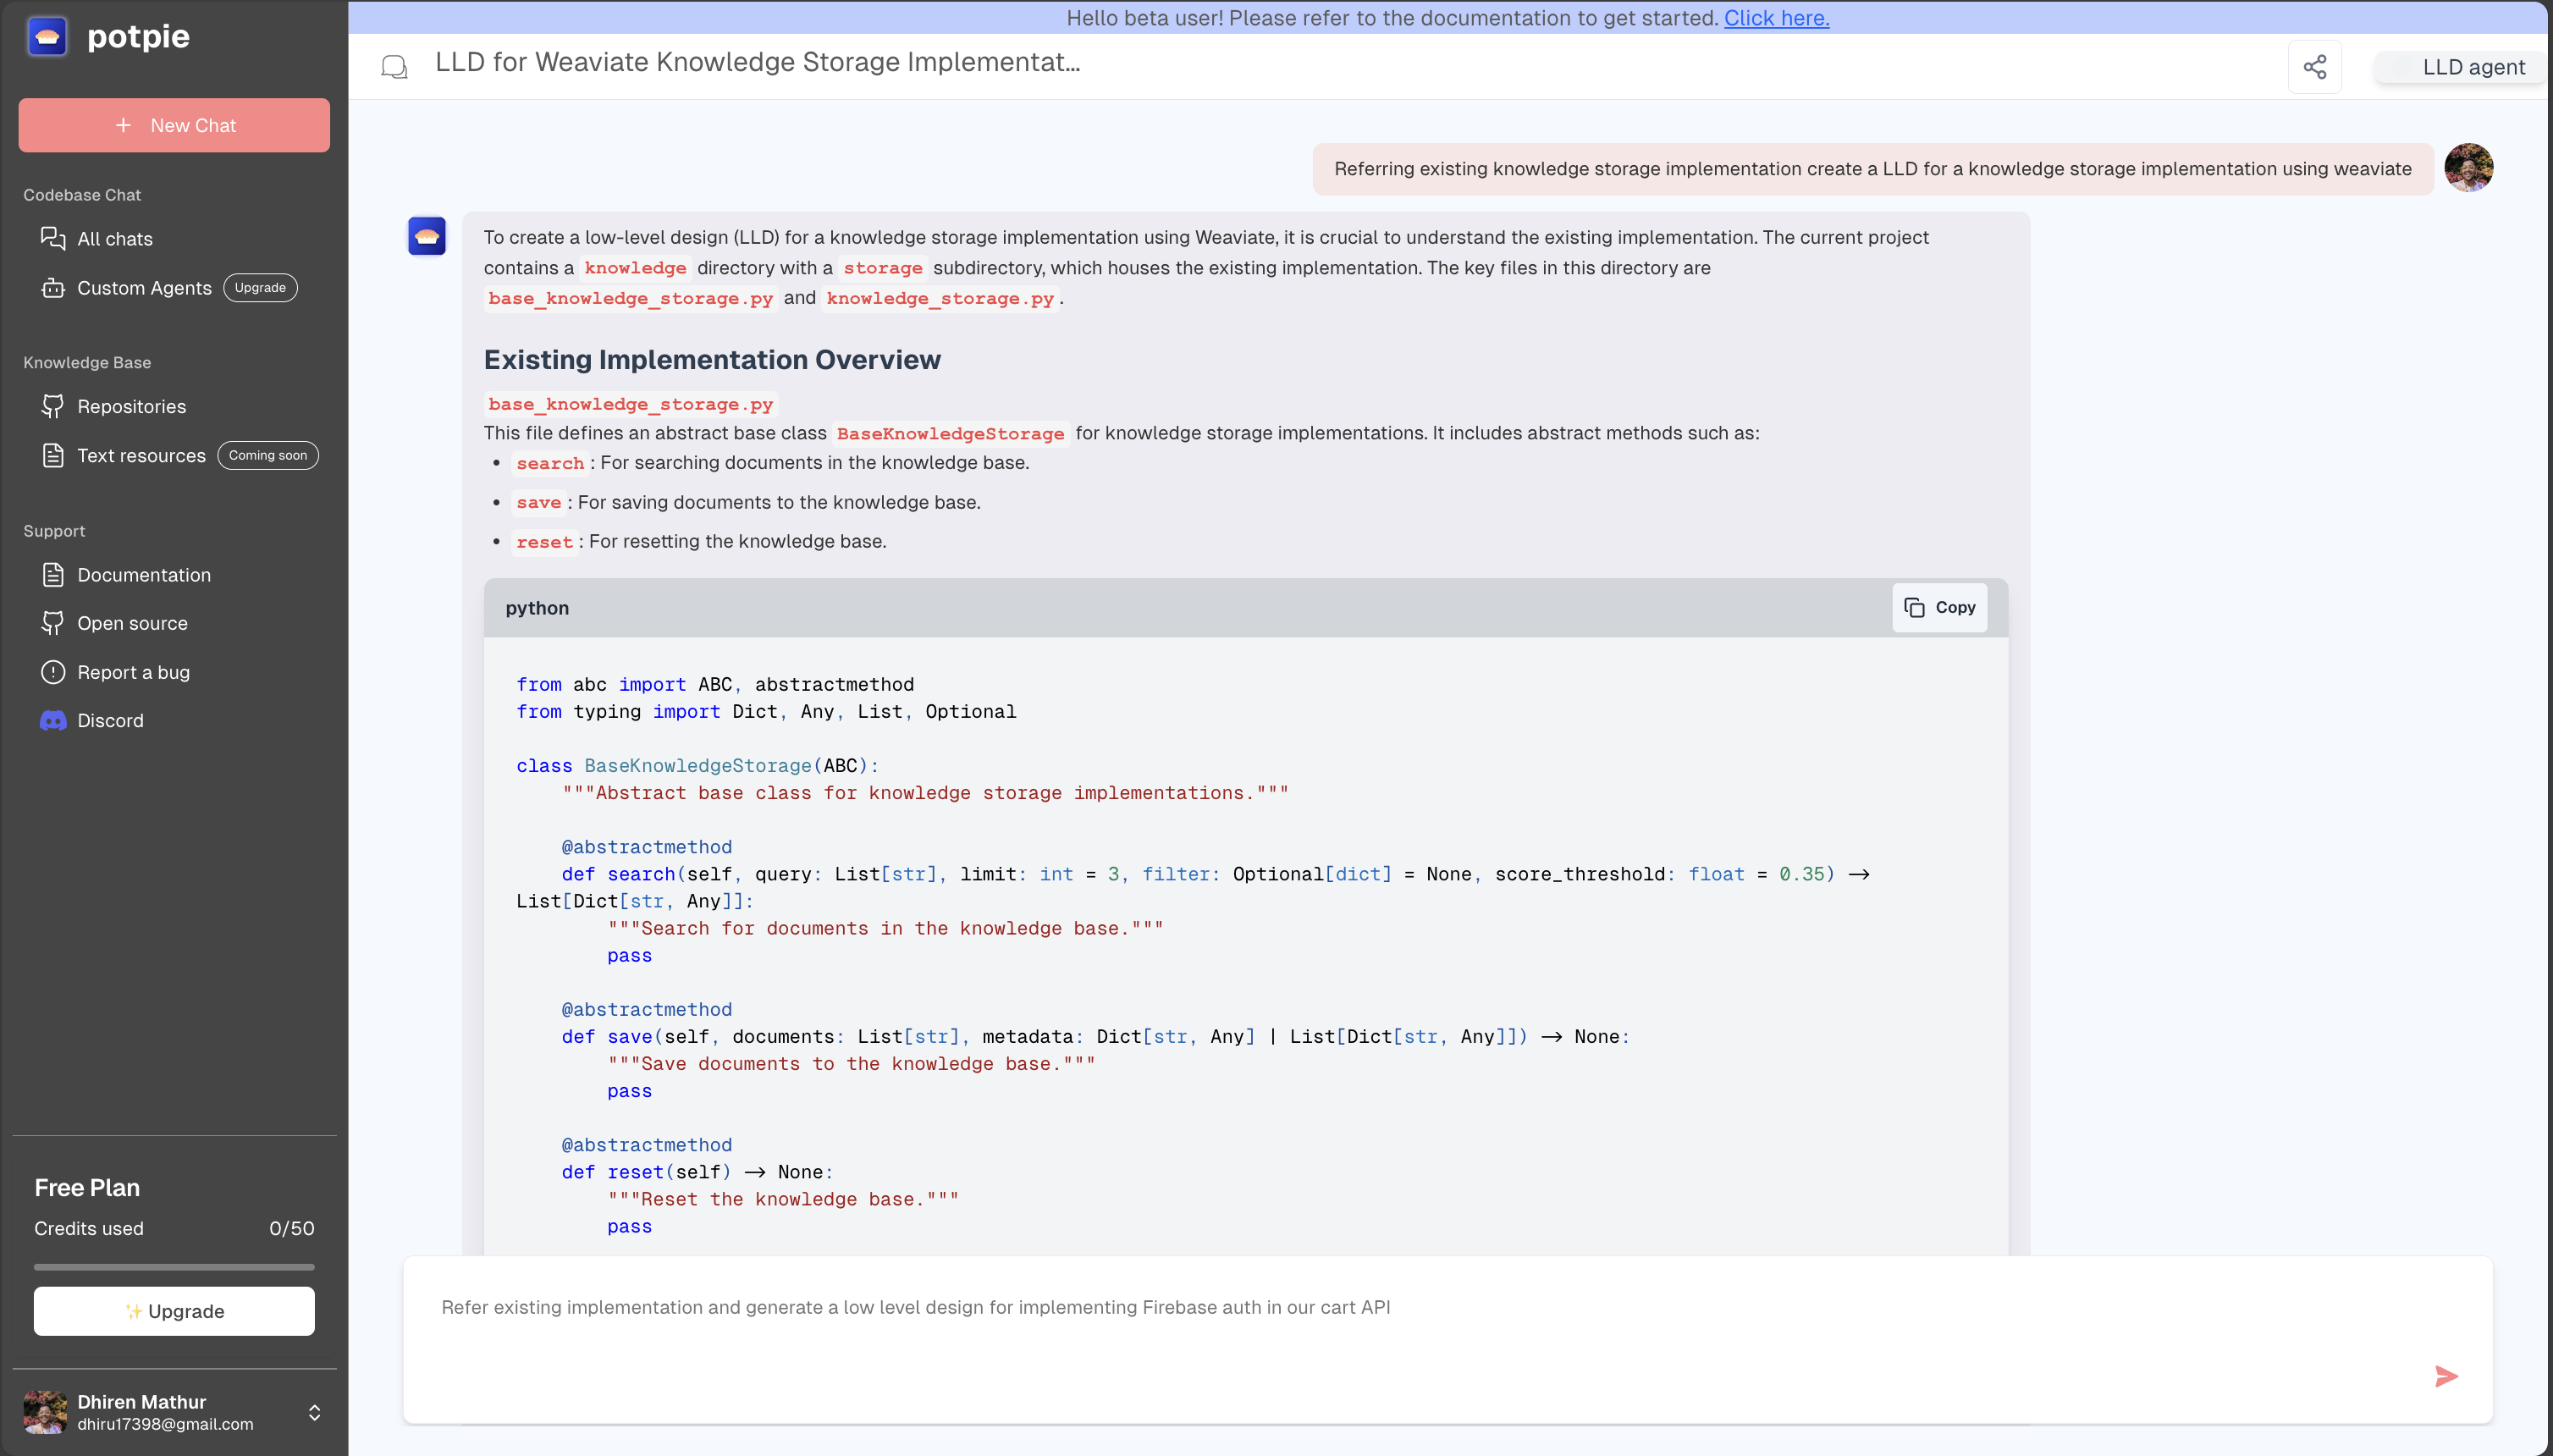 potpie
New Chat
Codebase Chat
All chats
Custom Agents Upgrade
Knowledge Base
Repositories
Text resources Coming soon
Support
Documentation
Open source
Report a bug
Discord
Free Plan
Credits used 0/50
✨ Upgrade
Dhiren Mathur
dhiru17398@gmail.com
Hello beta user! Please refer to the documentation to get started. Click here.
LLD for Weaviate Knowledge Storage Implementat...
LLD agent
Referring existing knowledge storage implementation create a LLD for a knowledge storage implementation using weaviate
To create a low-level design (LLD) for a knowledge storage implementation using Weaviate, it is crucial to understand the existing implementation. The current project
contains a knowledge directory with a storage subdirectory, which houses the existing implementation. The key files in this directory are
base_knowledge_storage.py and knowledge_storage.py.
Existing Implementation Overview
base_knowledge_storage.py
This file defines an abstract base class BaseKnowledgeStorage for knowledge storage implementations. It includes abstract methods such as:
• search: For searching documents in the knowledge base.
• save: For saving documents to the knowledge base.
• reset: For resetting the knowledge base.
python Copy
from abc import ABC, abstractmethod
from typing import Dict, Any, List, Optional
class BaseKnowledgeStorage(ABC):
    """Abstract base class for knowledge storage implementations."""
    @abstractmethod
    def search(self, query: List[str], limit: int = 3, filter: Optional[dict] = None, score_threshold: float = 0.35) →
List[Dict[str, Any]]:
        """Search for documents in the knowledge base."""
        pass
    @abstractmethod
    def save(self, documents: List[str], metadata: Dict[str, Any] | List[Dict[str, Any]]) → None:
        """Save documents to the knowledge base."""
        pass
    @abstractmethod
    def reset(self) → None:
        """Reset the knowledge base."""
        pass
Refer existing implementation and generate a low level design for implementing Firebase auth in our cart API